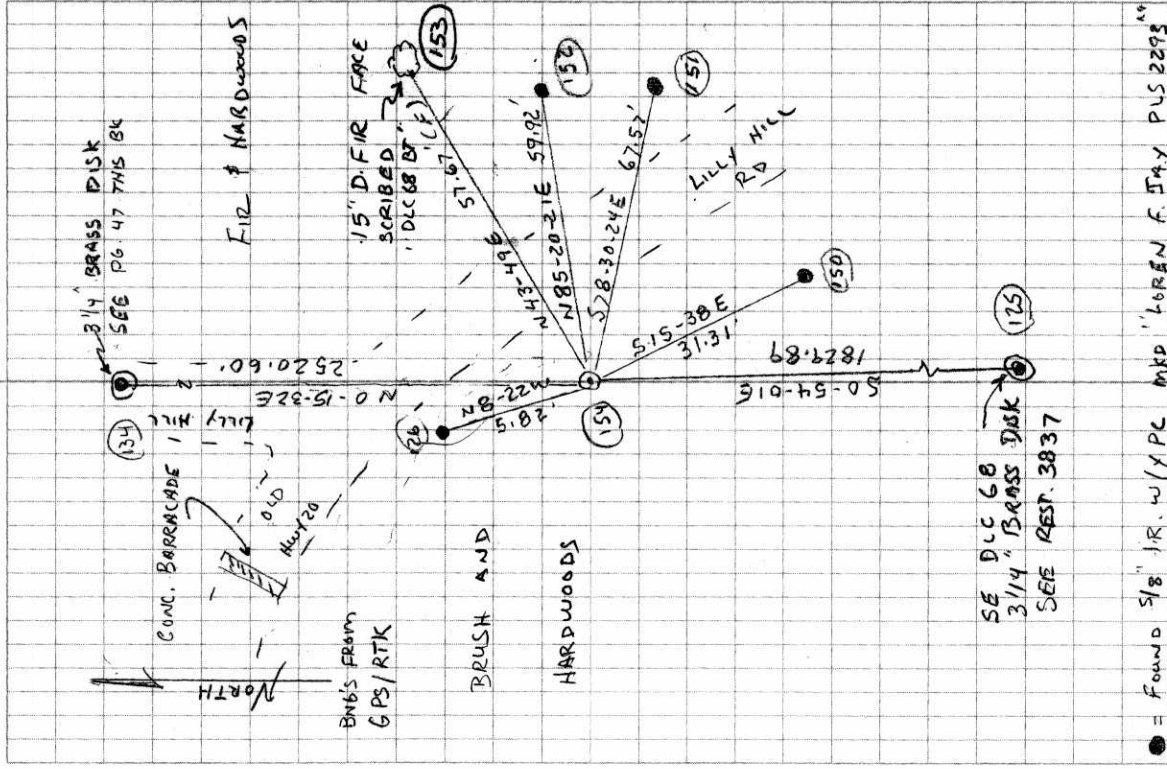 3 1/4" BRASS DISK
SEE PG. 47 THIS BK
134
N 0-15-32E
2520.60'
LILLY HILL
CONC. BARRACADE
OLD
HWY 20
NORTH
BNG'S FROM
GPS/RTK
FIR & HARDWOODS
15" D. FIR FACE
SCRIBED
"DLC 68 BT"
153
57.67 (LF)
N 43-49E
152
N85-20-21E 59.92'
151
S78-30-24E 67.57'
LILLY HILL
RD
126
N8-22W
5.82'
154
150
S.15-38E
31.31'
BRUSH AND
HARDWOODS
S0-54-01E
1829.89
125
SE DLC 68
3 1/4" BRASS DISK
SEE REST. 3837
● = FOUND 5/8" I.R. W/YPC MKD "LOREN F. JAY PLS 2293"